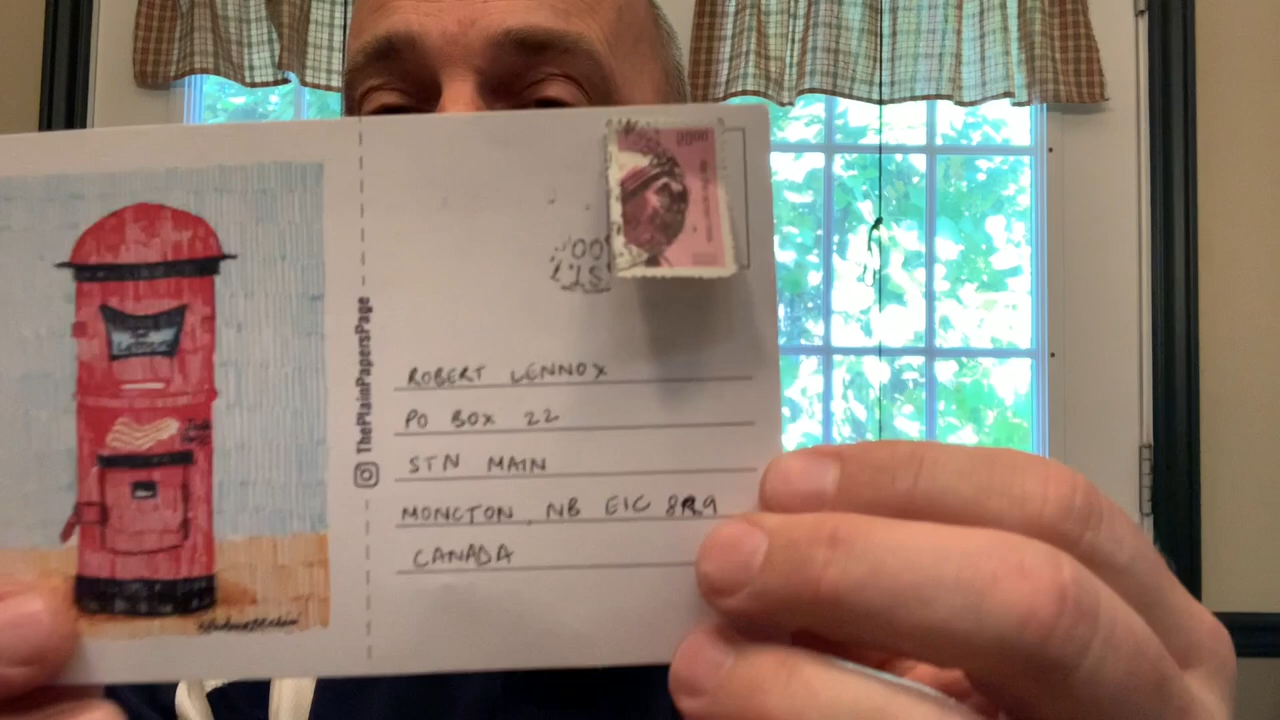 ThePlainPapersPage
ROBERT LENNOX
PO BOX 22
STN MAIN
MONCTON, NB E1C 8R9
CANADA